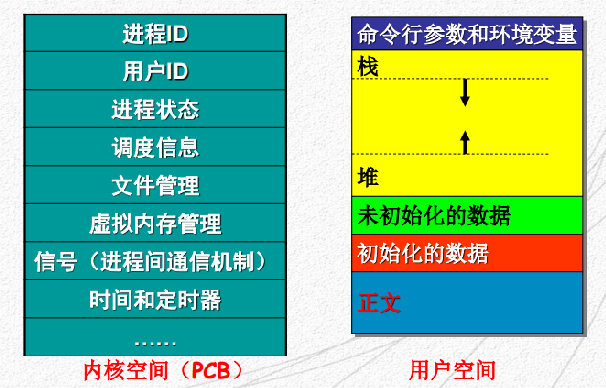 进程ID
用户ID
进程状态
调度信息
文件管理
虚拟内存管理
信号（进程间通信机制）
时间和定时器
……
内核空间（PCB）
命令行参数和环境变量
栈
堆
未初始化的数据
初始化的数据
正文
用户空间